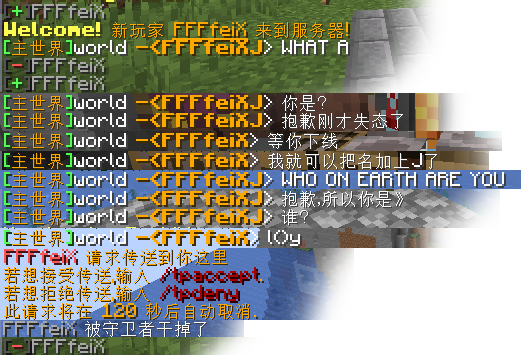 [+]FFFfeiX
Welcome! 新玩家 FFFfeiX 来到服务器!
[主世界]world -<FFFfeiXJ> WHAT A
[-]FFFfeiX
[+]FFFfeiX
[主世界]world -<FFFfeiXJ> 你是?
[主世界]world -<FFFfeiXJ> 抱歉刚才失态了
[主世界]world -<FFFfeiXJ> 等你下线
[主世界]world -<FFFfeiXJ> 我就可以把名加上J了
[主世界]world -<FFFfeiXJ> WHO ON EARTH ARE YOU
[主世界]world -<FFFfeiXJ> 抱歉,所以你是》
[主世界]world -<FFFfeiXJ> 谁?
[主世界]world -<FFFfeiX> l()y
FFFfeiX 请求传送到你这里
若想接受传送,输入 /tpaccept.
若想拒绝传送,输入 /tpdeny
此请求将在 120 秒后自动取消.
FFFfeiX 被守卫者干掉了
[-]FFFfeiX